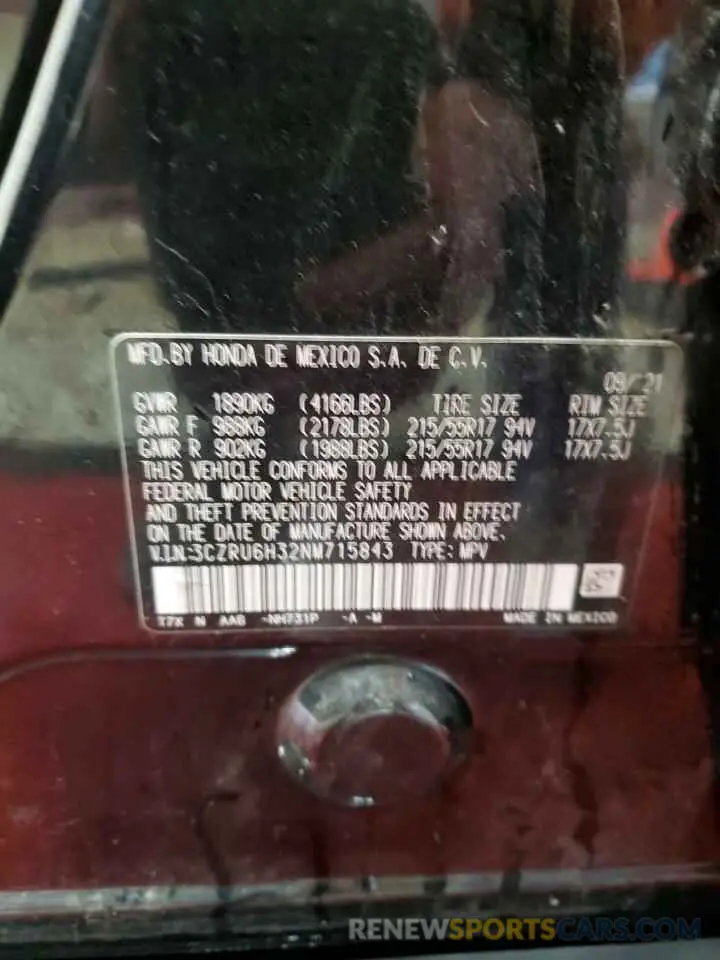 MFD.BY HONDA DE MEXICO S.A. DE C.V.
09/21
GVWR 1890KG (4166LBS) TIRE SIZE RIM SIZE
GAWR F 988KG (2178LBS) 215/55R17 94V 17X7.5J
GAWR R 902KG (1988LBS) 215/55R17 94V 17X7.5J
THIS VEHICLE CONFORMS TO ALL APPLICABLE
FEDERAL MOTOR VEHICLE SAFETY
AND THEFT PREVENTION STANDARDS IN EFFECT
ON THE DATE OF MANUFACTURE SHOWN ABOVE.
V.I.N:3CZRU6H32NM715843 TYPE: MPV
N AAG -NH731P -A -M MADE IN MEXICO
RENEWSPORTSCARS.COM